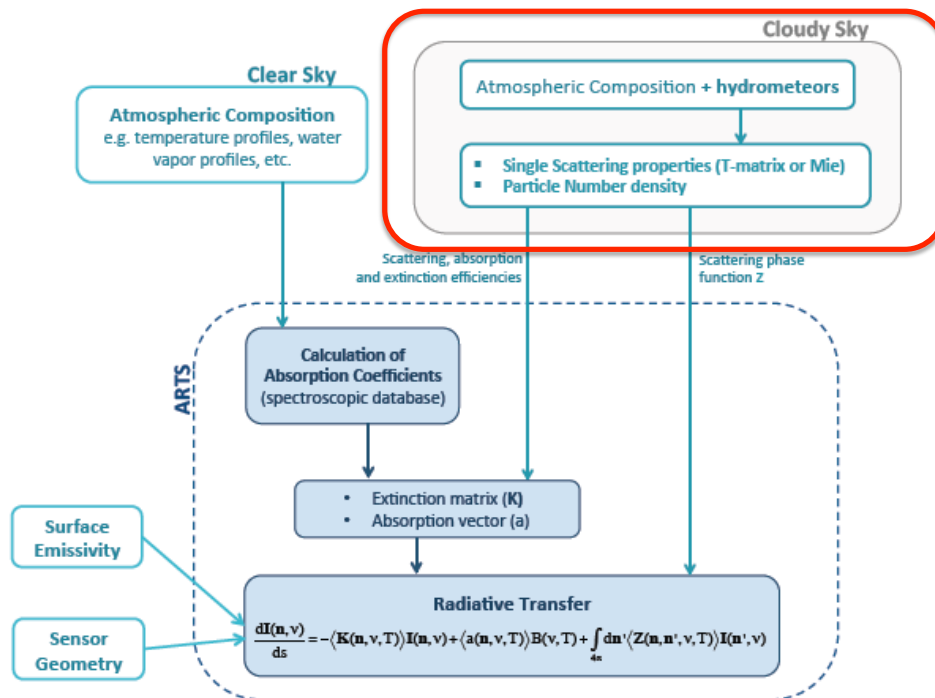 Cloudy Sky
Atmospheric Composition + hydrometeors
▪ Single Scattering properties (T-matrix or Mie)
▪ Particle Number density
Clear Sky
Atmospheric Composition
e.g. temperature profiles, water
vapor profiles, etc.
Scattering, absorption
and extinction efficiencies
Scattering phase
function Z
ARTS
Calculation of
Absorption Coefficients
(spectroscopic database)
• Extinction matrix (K)
• Absorption vector (a)
Surface
Emissivity
Sensor
Geometry
Radiative Transfer
dI(n,ν)/ds = −⟨K(n,ν,T)⟩I(n,ν)+⟨a(n,ν,T)⟩B(ν,T)+∫4π dn'⟨Z(n,n',ν,T)⟩I(n',ν)